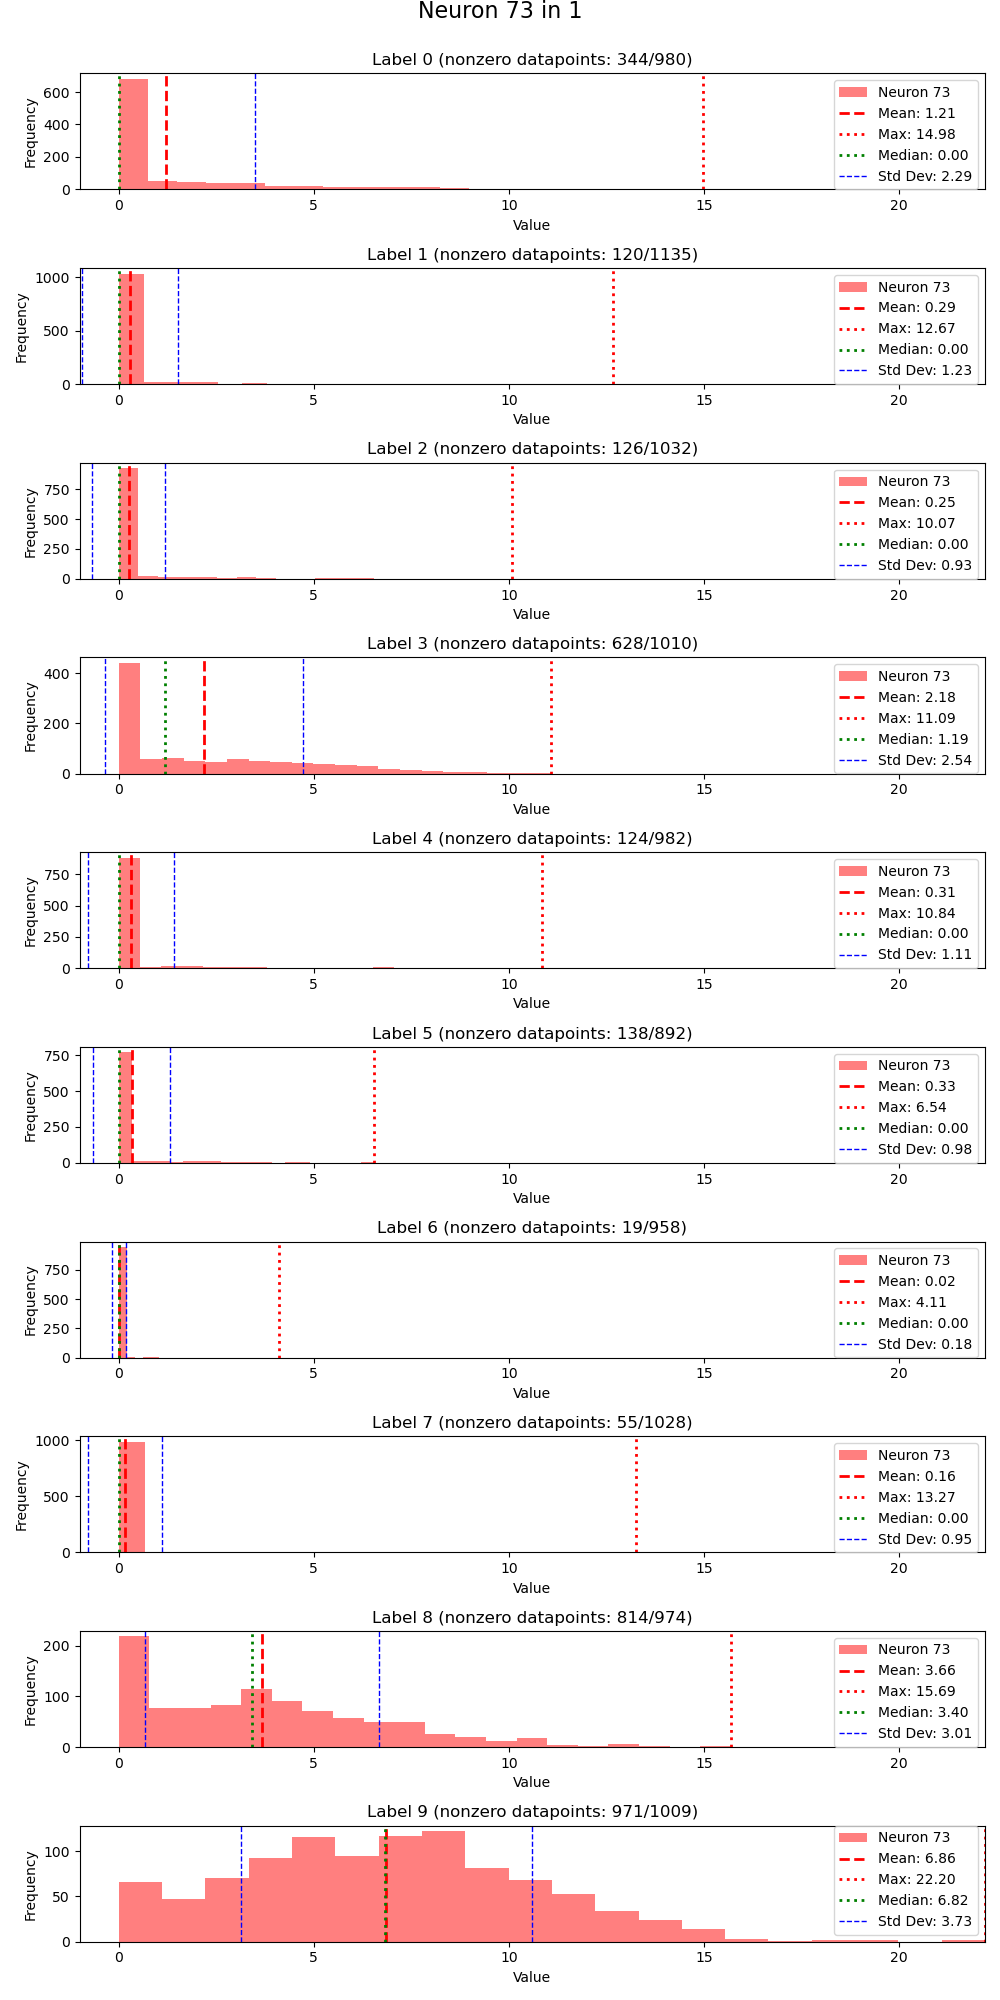 Neuron 73 in 1
Label 0 (nonzero datapoints: 344/980)
Frequency
600
400
200
0
Neuron 73
Mean: 1.21
Max: 14.98
Median: 0.00
Std Dev: 2.29
0 5 10 15 20
Value
Label 1 (nonzero datapoints: 120/1135)
Frequency
1000
500
0
Neuron 73
Mean: 0.29
Max: 12.67
Median: 0.00
Std Dev: 1.23
0 5 10 15 20
Value
Label 2 (nonzero datapoints: 126/1032)
Frequency
750
500
250
0
Neuron 73
Mean: 0.25
Max: 10.07
Median: 0.00
Std Dev: 0.93
0 5 10 15 20
Value
Label 3 (nonzero datapoints: 628/1010)
Frequency
400
200
0
Neuron 73
Mean: 2.18
Max: 11.09
Median: 1.19
Std Dev: 2.54
0 5 10 15 20
Value
Label 4 (nonzero datapoints: 124/982)
Frequency
750
500
250
0
Neuron 73
Mean: 0.31
Max: 10.84
Median: 0.00
Std Dev: 1.11
0 5 10 15 20
Value
Label 5 (nonzero datapoints: 138/892)
Frequency
750
500
250
0
Neuron 73
Mean: 0.33
Max: 6.54
Median: 0.00
Std Dev: 0.98
0 5 10 15 20
Value
Label 6 (nonzero datapoints: 19/958)
Frequency
750
500
250
0
Neuron 73
Mean: 0.02
Max: 4.11
Median: 0.00
Std Dev: 0.18
0 5 10 15 20
Value
Label 7 (nonzero datapoints: 55/1028)
Frequency
1000
500
0
Neuron 73
Mean: 0.16
Max: 13.27
Median: 0.00
Std Dev: 0.95
0 5 10 15 20
Value
Label 8 (nonzero datapoints: 814/974)
Frequency
200
100
0
Neuron 73
Mean: 3.66
Max: 15.69
Median: 3.40
Std Dev: 3.01
0 5 10 15 20
Value
Label 9 (nonzero datapoints: 971/1009)
Frequency
100
50
0
Neuron 73
Mean: 6.86
Max: 22.20
Median: 6.82
Std Dev: 3.73
0 5 10 15 20
Value